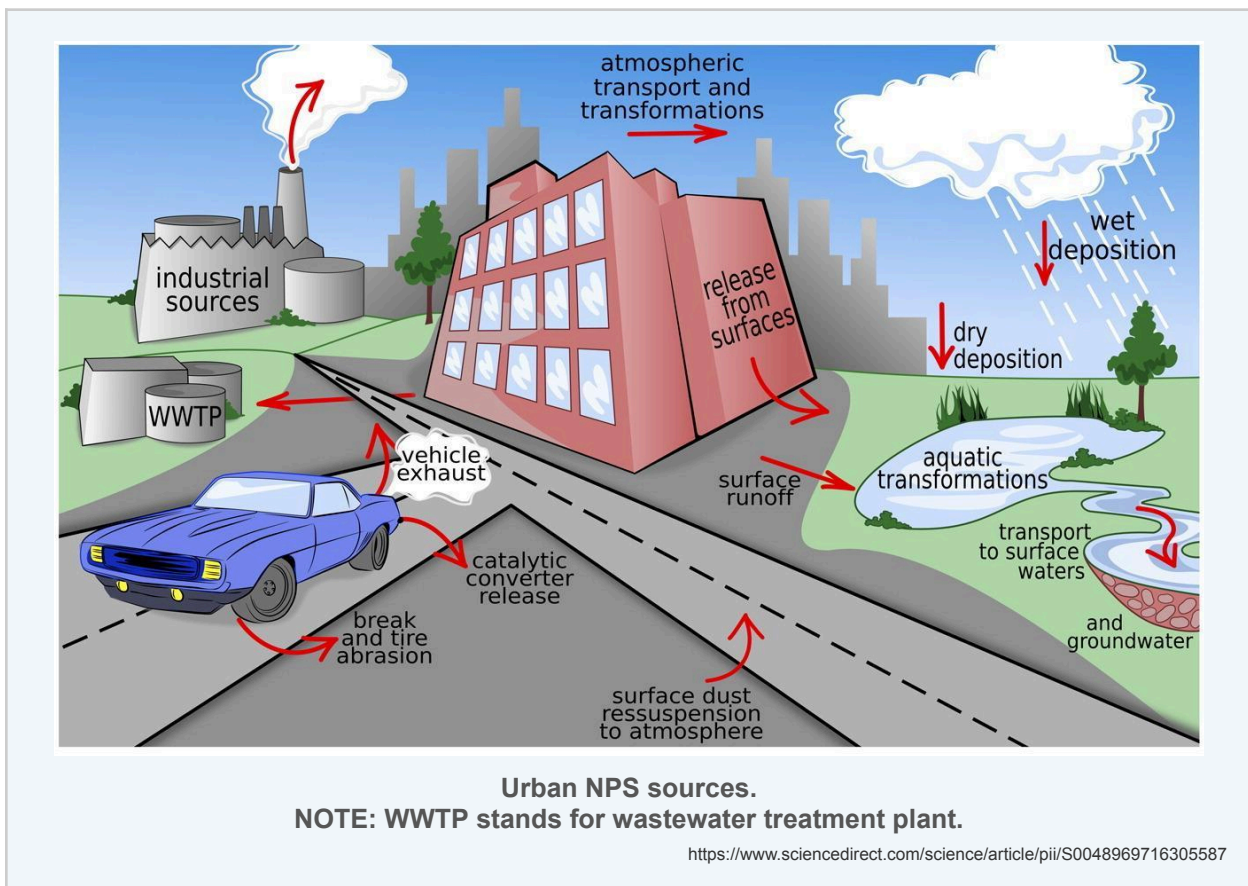 atmospheric
transport and
transformations
wet
deposition
industrial
sources
release
from
surfaces
dry
deposition
WWTP
vehicle
exhaust
surface
runoff
aquatic
transformations
transport
to surface
waters
catalytic
converter
release
break
and tire
abrasion
and
groundwater
surface dust
ressuspension
to atmosphere
Urban NPS sources.
NOTE: WWTP stands for wastewater treatment plant.
https://www.sciencedirect.com/science/article/pii/S0048969716305587